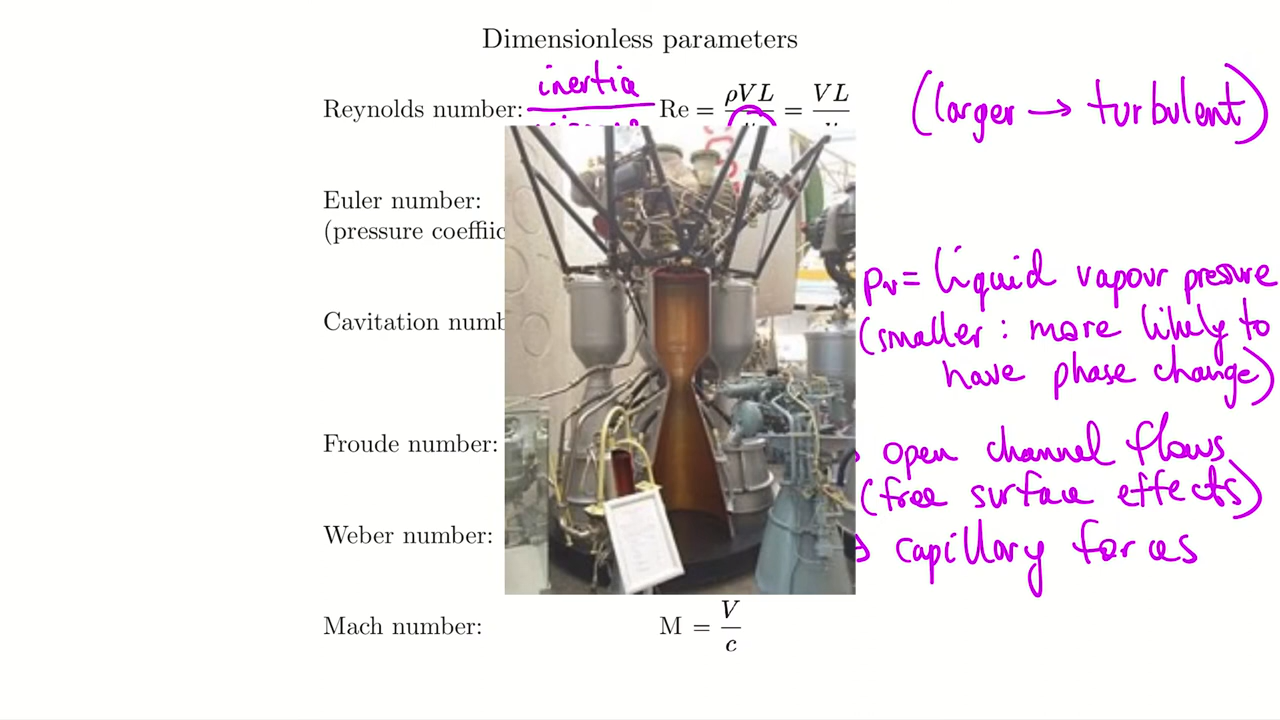 Dimensionless parameters
inertia
Reynolds number: Re = ρVL = VL (larger → turbulent)
Euler number:
(pressure coeffiic
pv = liquid vapour pressure
Cavitation numb (smaller : more likely to
have phase change)
Froude number: open channel flows
(free surface effects)
Weber number: capillary forces
Mach number: M = V/c